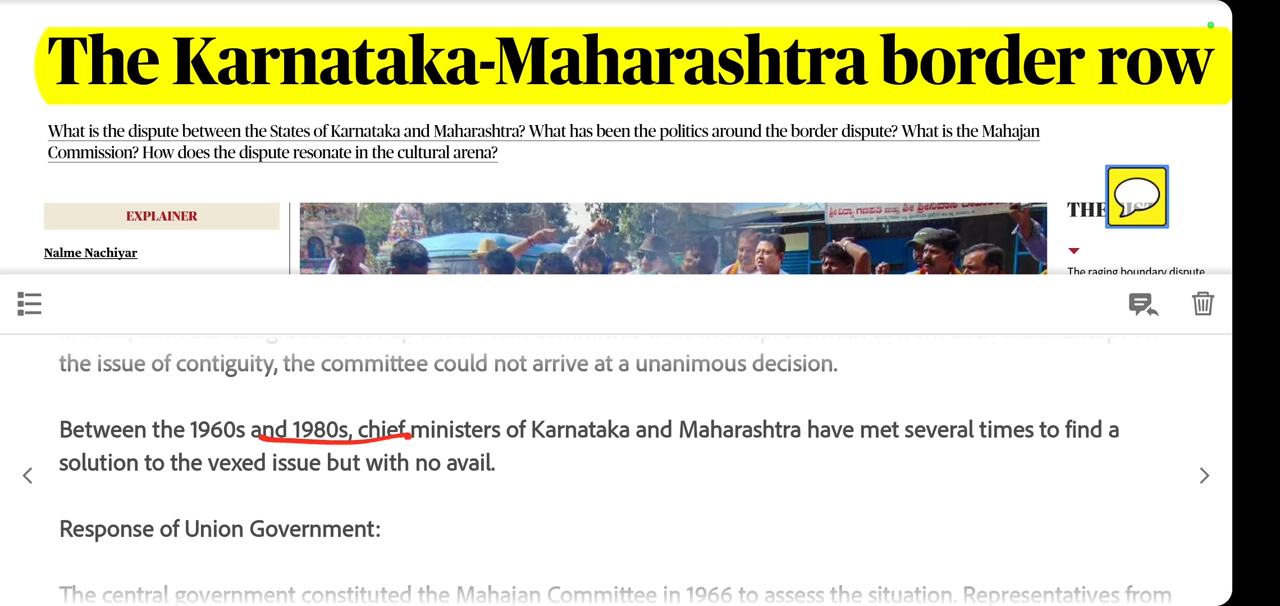 The Karnataka-Maharashtra border row
What is the dispute between the States of Karnataka and Maharashtra? What has been the politics around the border dispute? What is the Mahajan
Commission? How does the dispute resonate in the cultural arena?
EXPLAINER
Nalme Nachiyar
THE
The raging boundary dispute
the issue of contiguity, the committee could not arrive at a unanimous decision.
Between the 1960s and 1980s, chief ministers of Karnataka and Maharashtra have met several times to find a
solution to the vexed issue but with no avail.
Response of Union Government:
The central government constituted the Mahajan Committee in 1966 to assess the situation. Representatives from